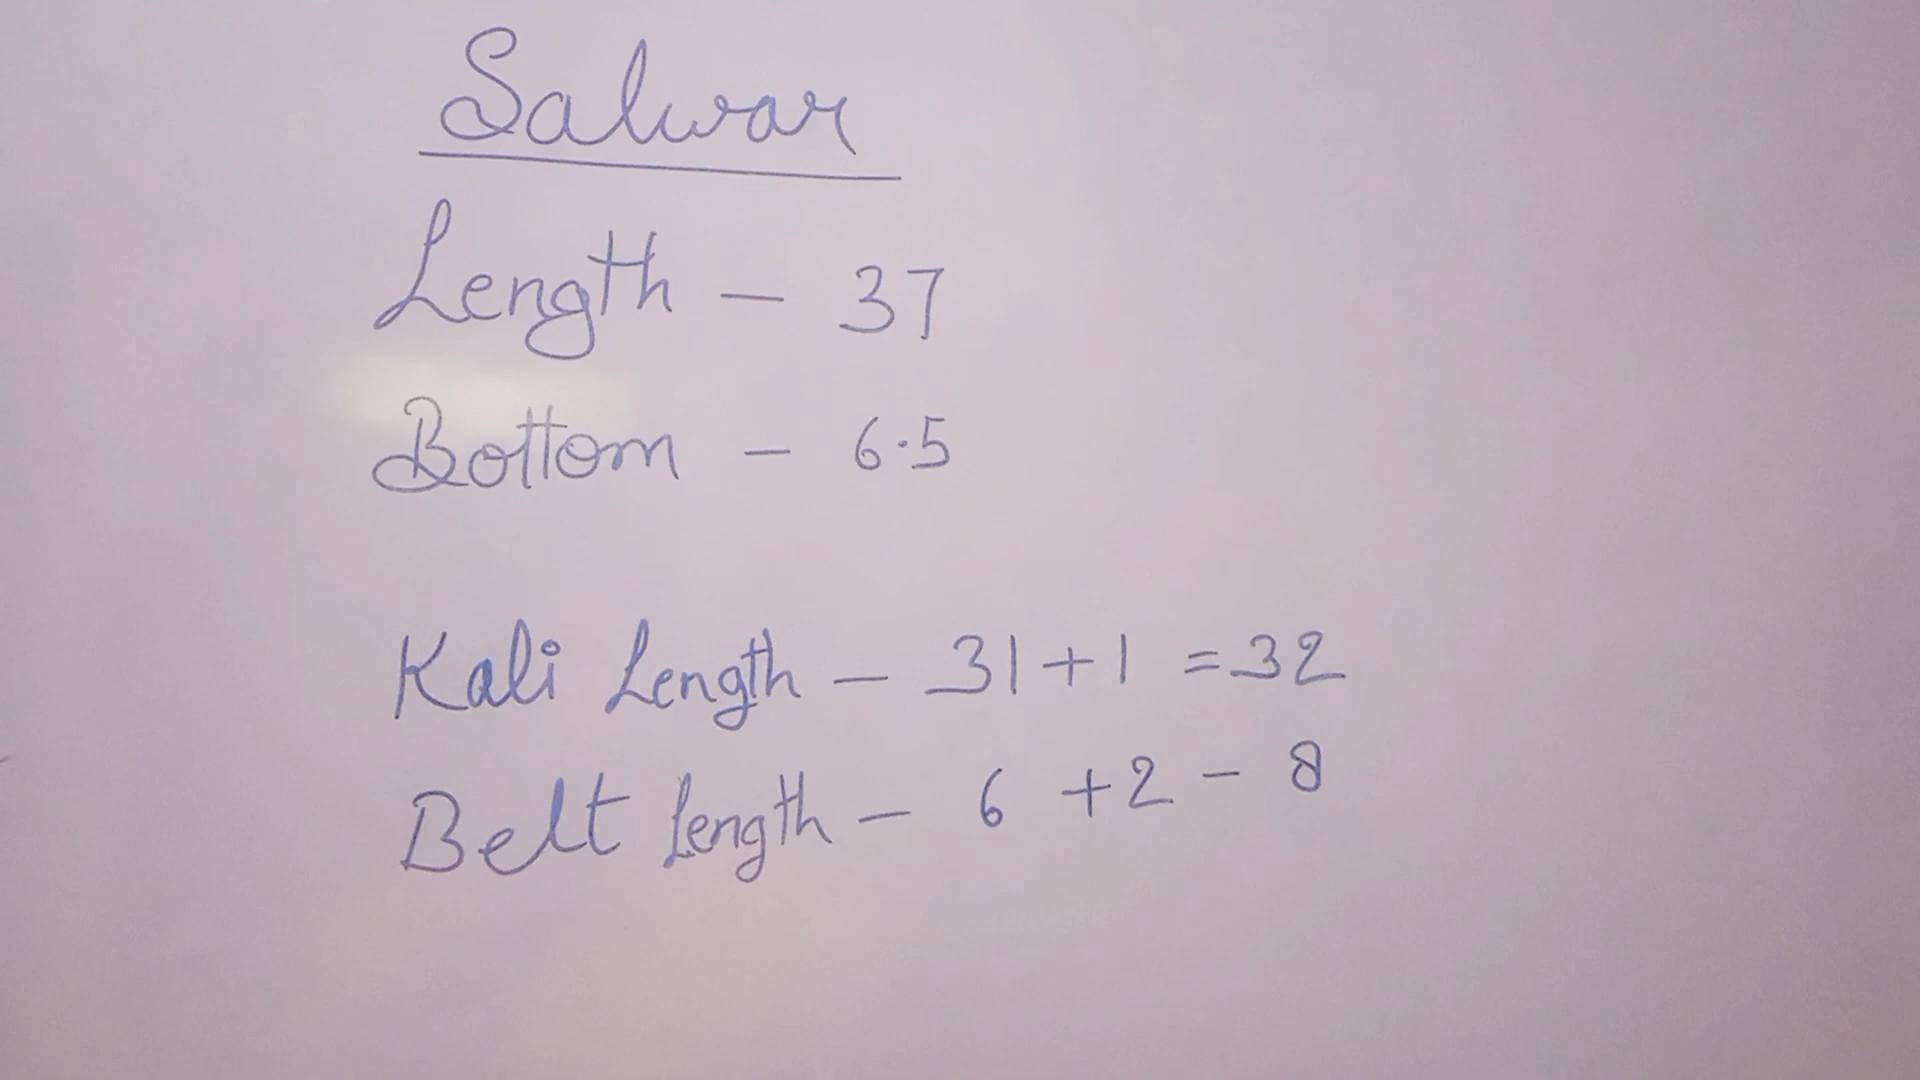 Salwar
Length - 37
Bottom - 6.5
Kali Length - 31+1 = 32
Belt Length - 6 +2 - 8